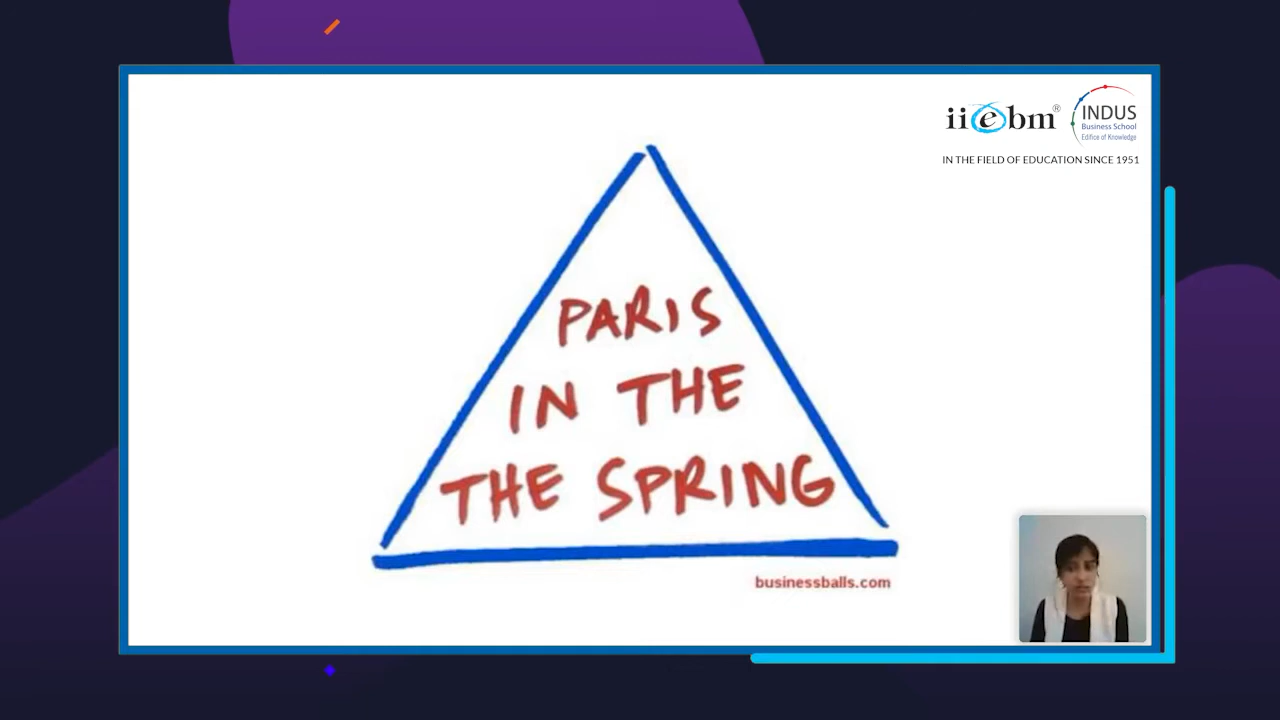 iiebm®
INDUS
Business School
Edifice of Knowledge
IN THE FIELD OF EDUCATION SINCE 1951
PARIS
IN THE
THE SPRING
businessballs.com